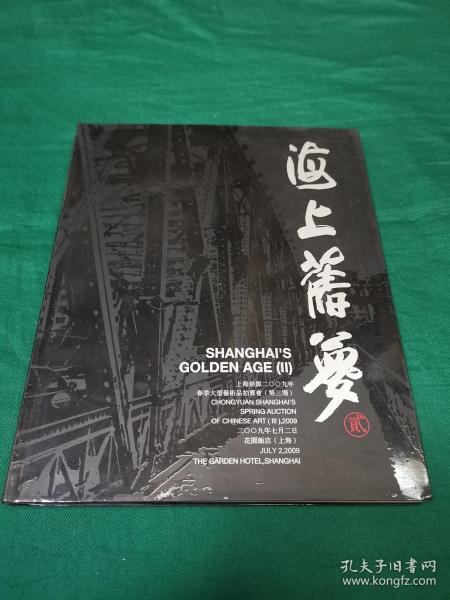 海上舊夢
貳
SHANGHAI'S
GOLDEN AGE (II)
上海崇源二〇〇九年
春季大型藝術品拍賣會（第三場）
CHONGYUAN SHANGHAI'S
SPRING AUCTION
OF CHINESE ART (III),2009
二〇〇九年七月二日
花園飯店（上海）
JULY 2,2009
THE GARDEN HOTEL,SHANGHAI
孔夫子旧书网
www.kongfz.com